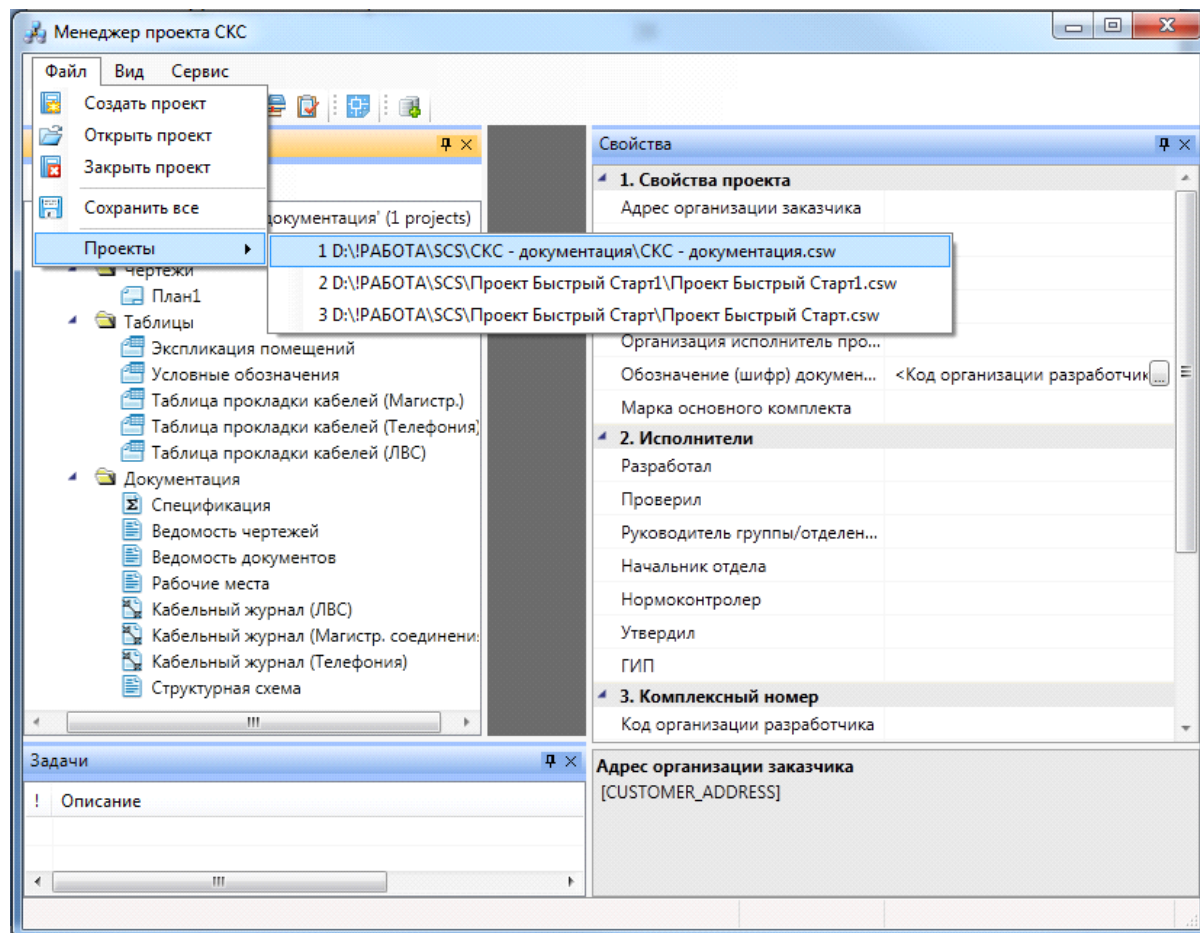 Менеджер проекта СКС
Файл Вид Сервис
Создать проект
Открыть проект
Закрыть проект
Сохранить все
Проекты
1 D:\!РАБОТА\SCS\СКС - документация\СКС - документация.csw
2 D:\!РАБОТА\SCS\Проект Быстрый Старт1\Проект Быстрый Старт1.csw
3 D:\!РАБОТА\SCS\Проект Быстрый Старт\Проект Быстрый Старт.csw
документация' (1 projects)
Чертежи
План1
Таблицы
Экспликация помещений
Условные обозначения
Таблица прокладки кабелей (Магистр.)
Таблица прокладки кабелей (Телефония)
Таблица прокладки кабелей (ЛВС)
Документация
Спецификация
Ведомость чертежей
Ведомость документов
Рабочие места
Кабельный журнал (ЛВС)
Кабельный журнал (Магистр. соединени
Кабельный журнал (Телефония)
Структурная схема
Свойства
1. Свойства проекта
Адрес организации заказчика
Организация исполнитель про...
Обозначение (шифр) докумен... <Код организации разработчик ...
Марка основного комплекта
2. Исполнители
Разработал
Проверил
Руководитель группы/отделен...
Начальник отдела
Нормоконтролер
Утвердил
ГИП
3. Комплексный номер
Код организации разработчика
Адрес организации заказчика
[CUSTOMER_ADDRESS]
Задачи
! Описание